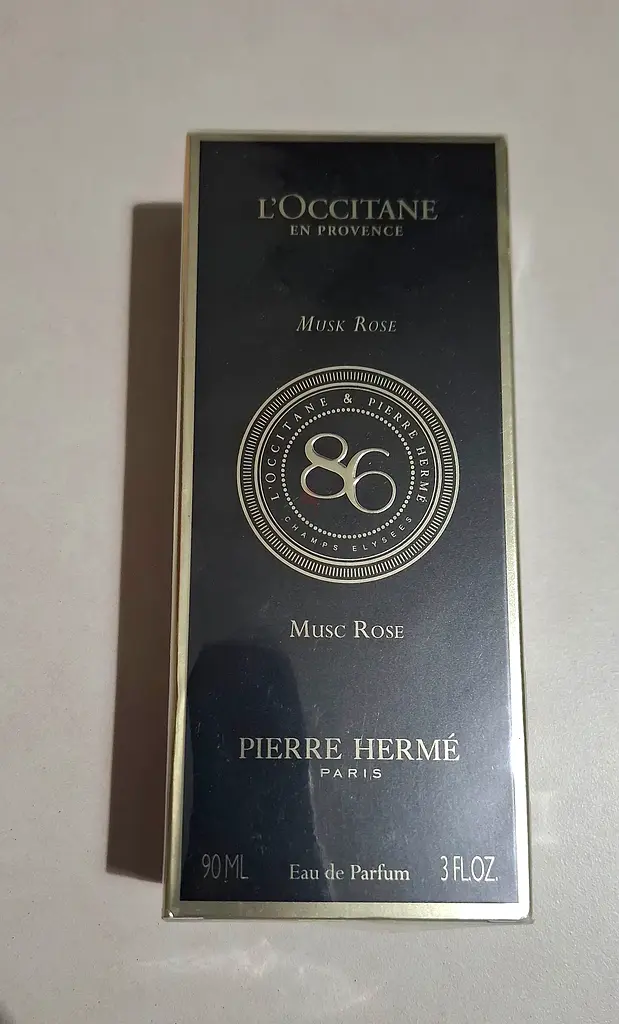 L'OCCITANE
EN PROVENCE
MUSK ROSE
L'OCCITANE & PIERRE HERMÉ
86
CHAMPS ELYSEES
MUSC ROSE
PIERRE HERMÉ
PARIS
90 ML Eau de Parfum 3 FL.OZ.